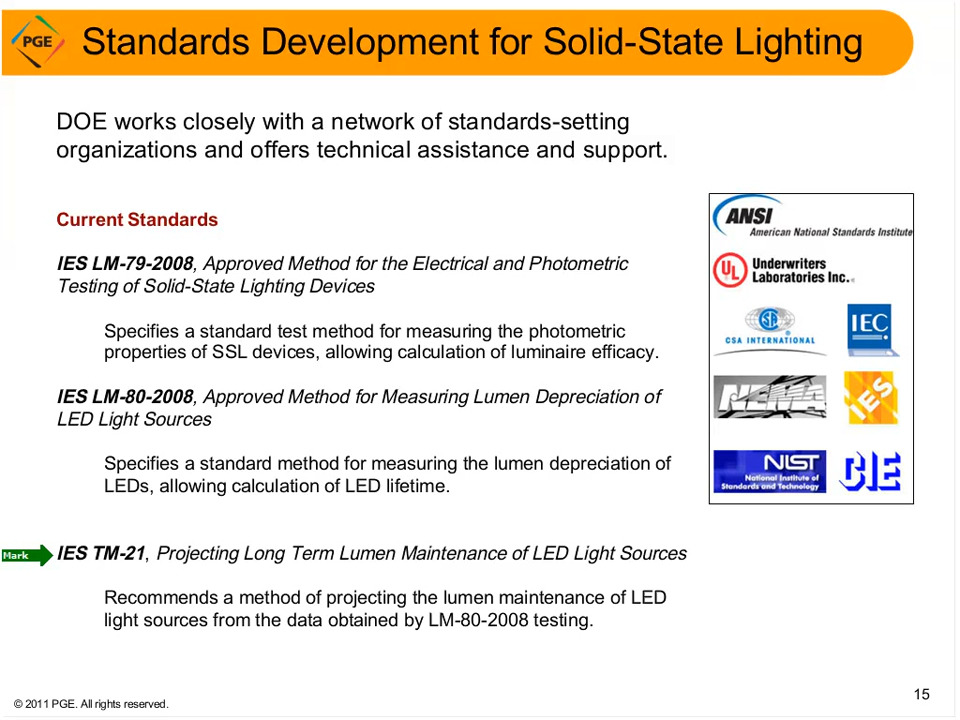 PGE
Standards Development for Solid-State Lighting
DOE works closely with a network of standards-setting
organizations and offers technical assistance and support.
Current Standards
IES LM-79-2008, Approved Method for the Electrical and Photometric
Testing of Solid-State Lighting Devices
Specifies a standard test method for measuring the photometric
properties of SSL devices, allowing calculation of luminaire efficacy.
IES LM-80-2008, Approved Method for Measuring Lumen Depreciation of
LED Light Sources
Specifies a standard method for measuring the lumen depreciation of
LEDs, allowing calculation of LED lifetime.
Mark
IES TM-21, Projecting Long Term Lumen Maintenance of LED Light Sources
Recommends a method of projecting the lumen maintenance of LED
light sources from the data obtained by LM-80-2008 testing.
ANSI
American National Standards Institute
UL
Underwriters
Laboratories Inc.®
CSA INTERNATIONAL
IEC
NEMA
IES
NIST
National Institute of
Standards and Technology
CIE
© 2011 PGE. All rights reserved.
15